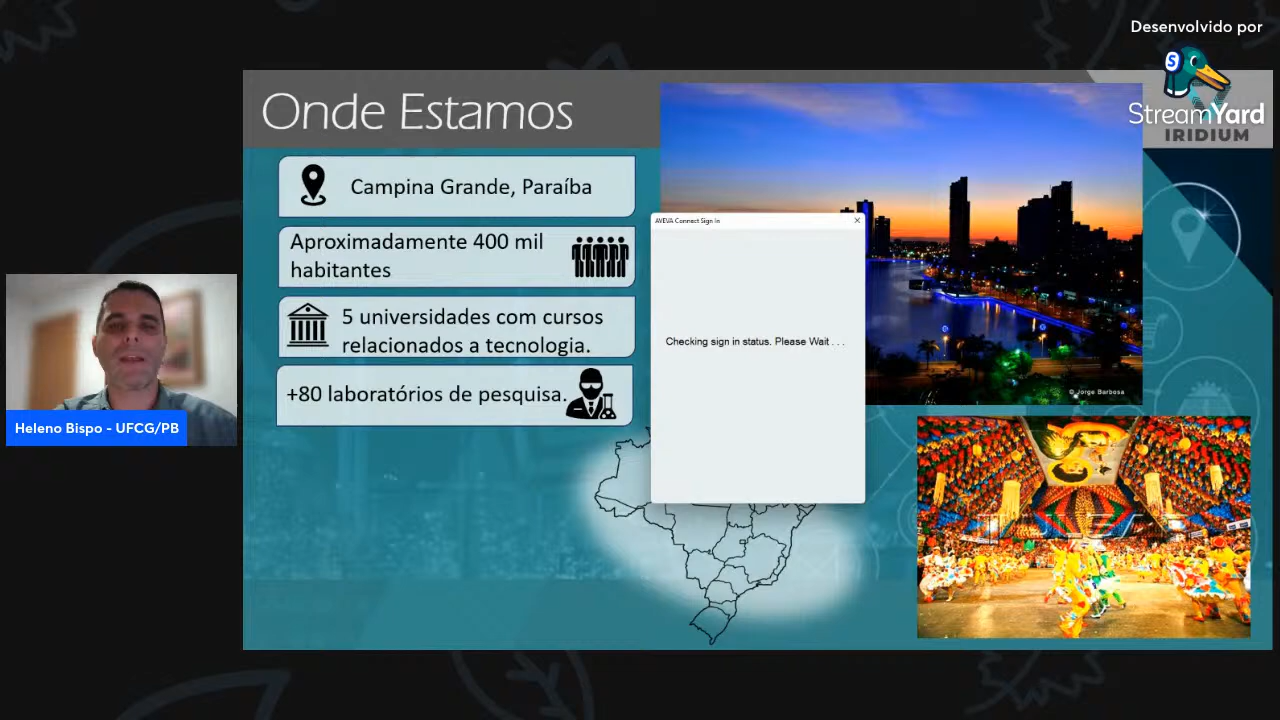 Desenvolvido por
StreamYard
IRIDIUM
Onde Estamos
Campina Grande, Paraíba
Aproximadamente 400 mil
habitantes
5 universidades com cursos
relacionados a tecnologia.
+80 laboratórios de pesquisa.
AVEVA Connect Sign In
Checking sign in status. Please Wait . . .
© Jorge Barbosa
Heleno Bispo - UFCG/PB